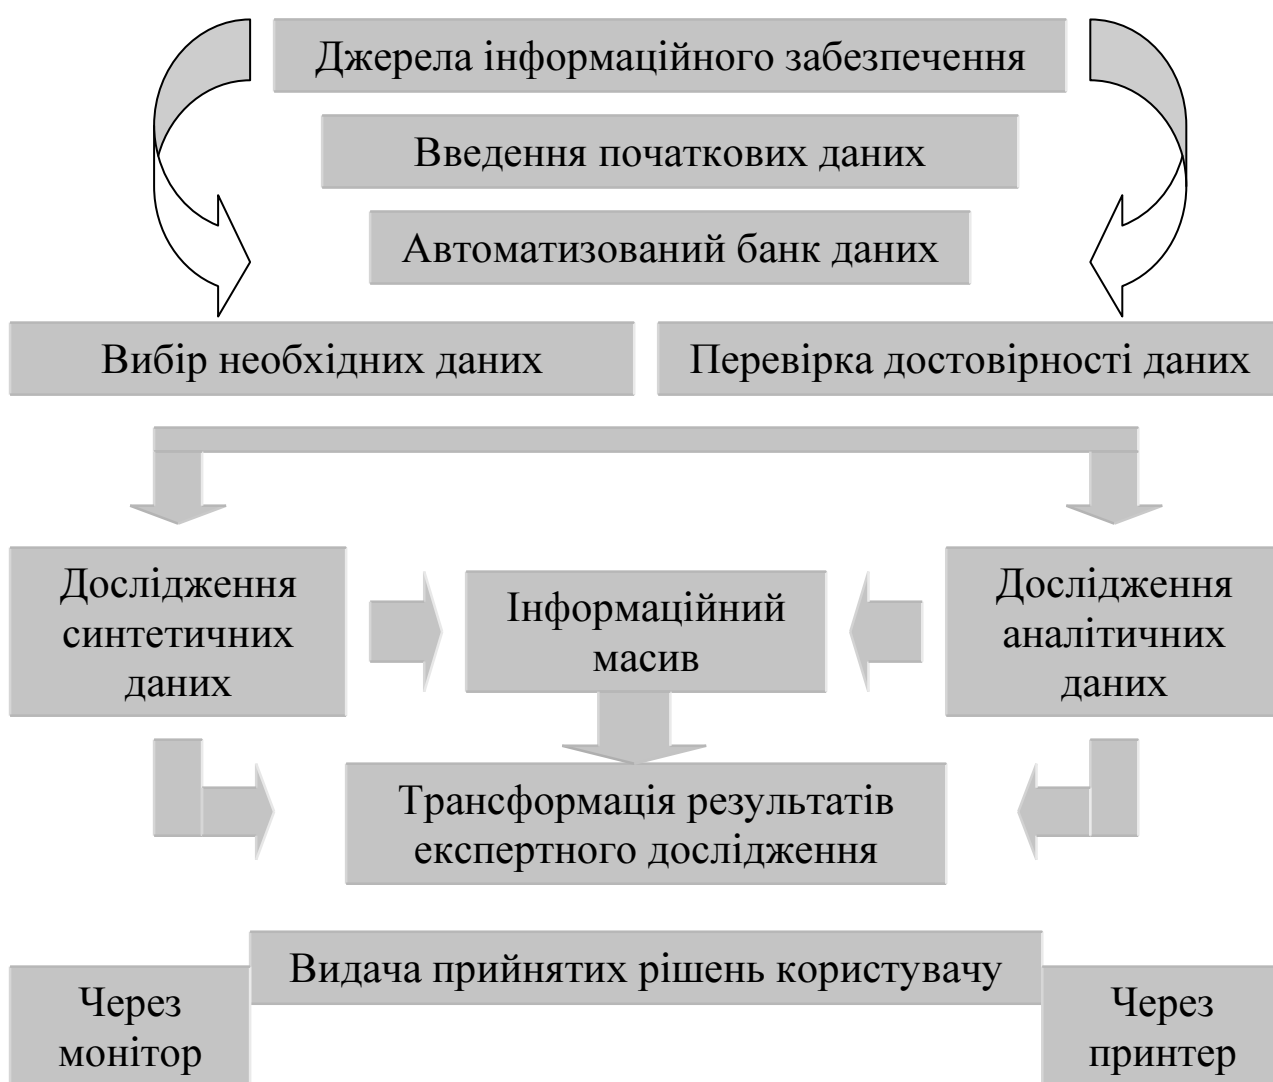 Джерела інформаційного забезпечення
Введення початкових даних
Автоматизований банк даних
Вибір необхідних даних
Перевірка достовірності даних
Дослідження
синтетичних
даних
Інформаційний
масив
Дослідження
аналітичних
даних
Трансформація результатів
експертного дослідження
Видача прийнятих рішень користувачу
Через
монітор
Через
принтер